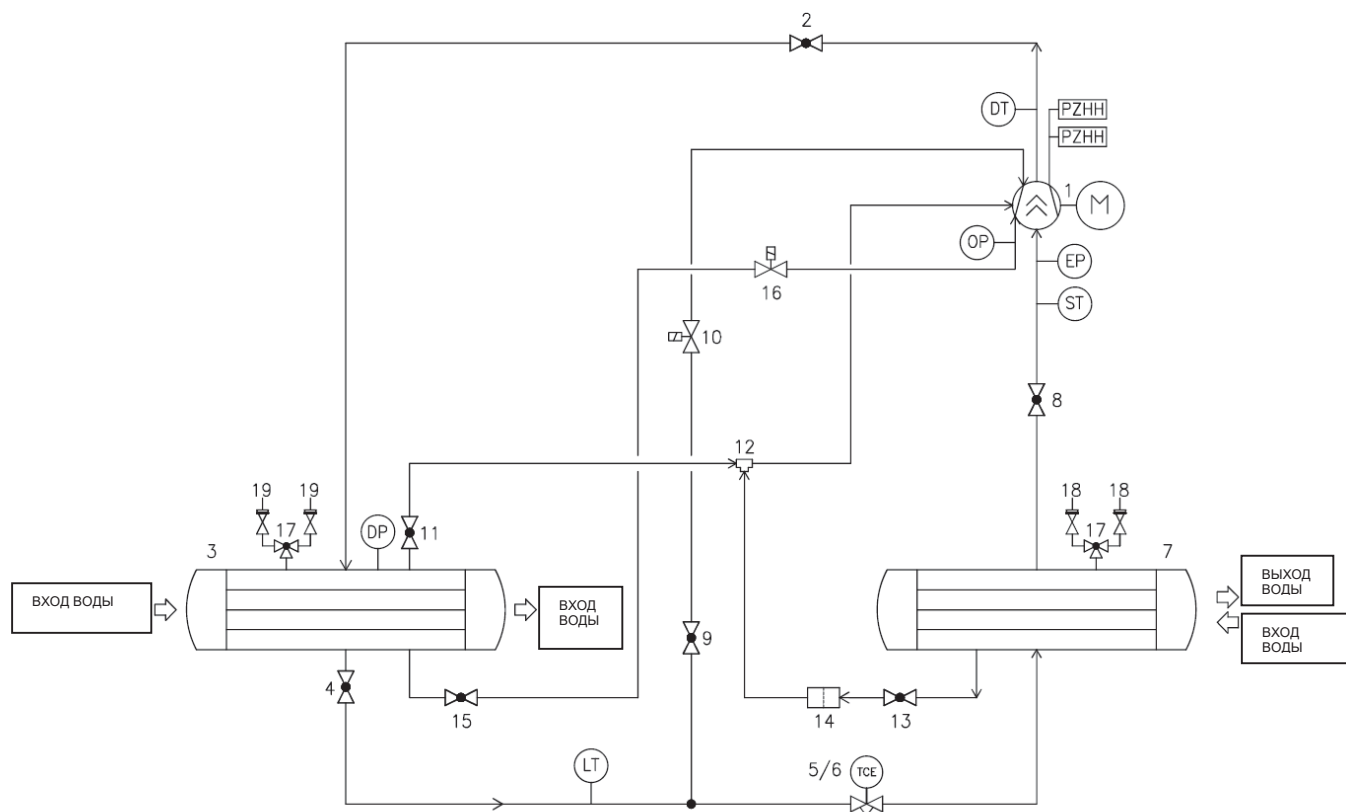 2
DT
PZHH
PZHH
1
M
OP
EP
16
ST
10
8
12
19 19
18 18
17
DP
11
17
3
7
ВХОД ВОДЫ
ВХОД
ВОДЫ
ВЫХОД
ВОДЫ
ВХОД
ВОДЫ
9
4
15
14
13
LT
5/6
TCE